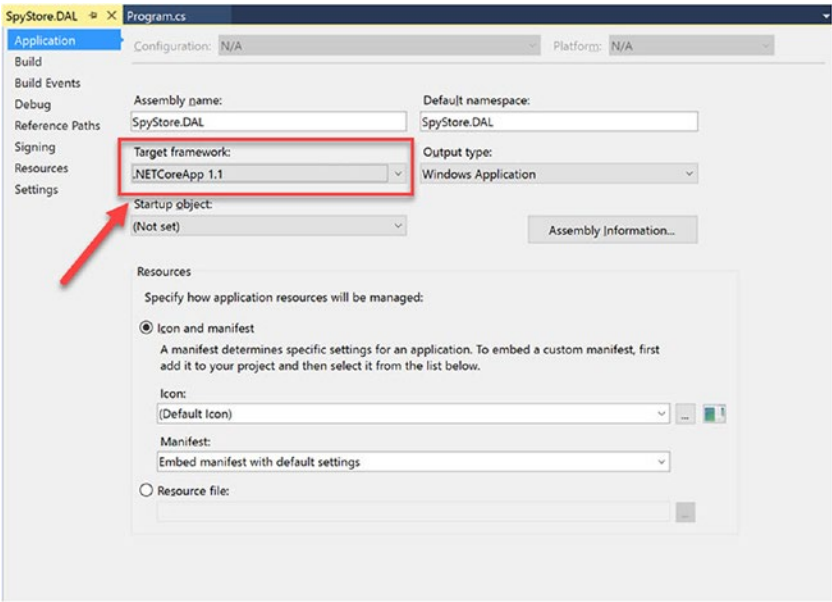 SpyStore.DAL Program.cs
Application
Configuration: N/A Platform: N/A
Build
Build Events
Debug
Reference Paths
Signing
Resources
Settings
Assembly name: Default namespace:
SpyStore.DAL SpyStore.DAL
Target framework: Output type:
.NETCoreApp 1.1 Windows Application
Startup object:
(Not set) Assembly Information...
Resources
Specify how application resources will be managed:
Icon and manifest
A manifest determines specific settings for an application. To embed a custom manifest, first
add it to your project and then select it from the list below.
Icon:
(Default Icon) ...
Manifest:
Embed manifest with default settings
Resource file:
...